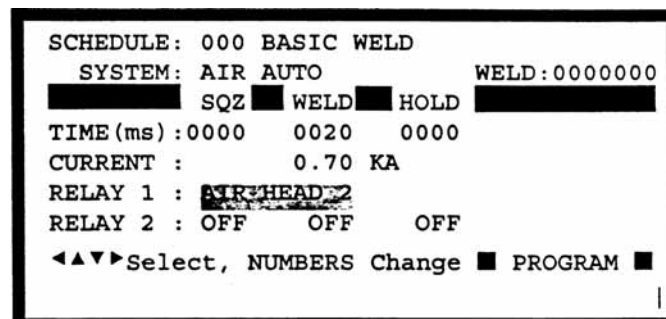 SCHEDULE: 000 BASIC WELD
SYSTEM: AIR AUTO WELD:0000000
SQZ WELD HOLD
TIME(ms):0000 0020 0000
CURRENT : 0.70 KA
RELAY 1 : AIR-HEAD 2
RELAY 2 : OFF OFF OFF
◄▲▼►Select, NUMBERS Change ■ PROGRAM ■